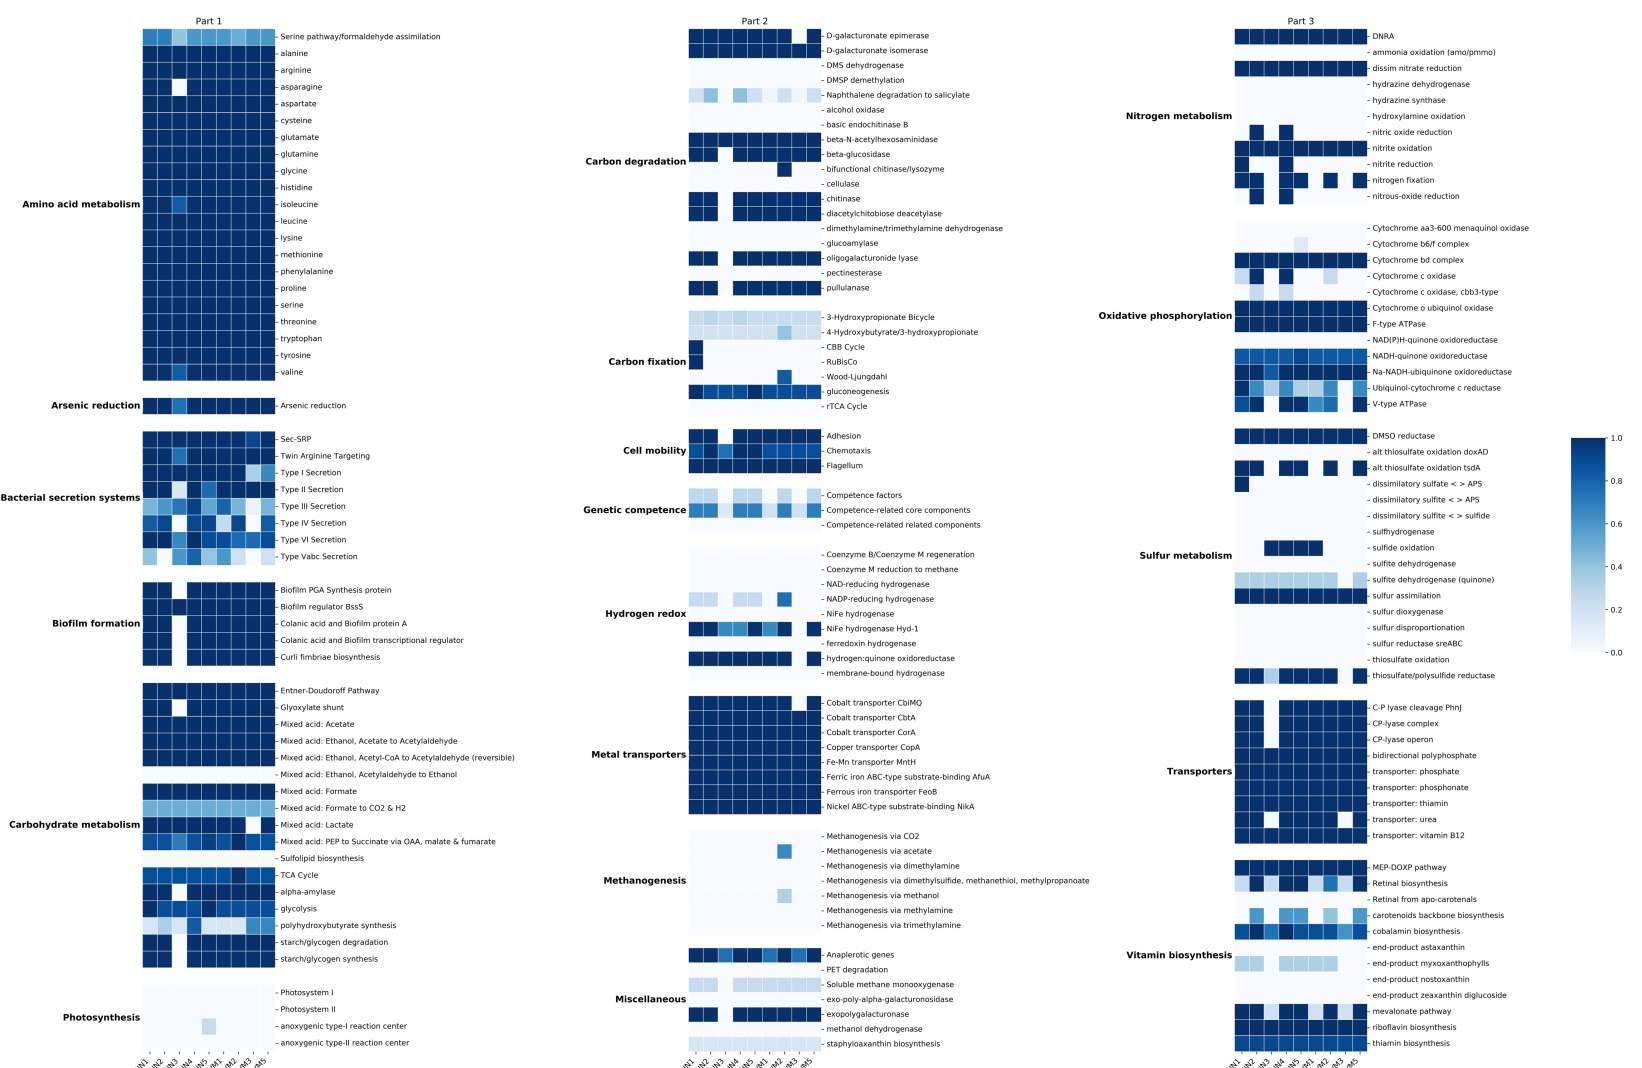 Part 1
Amino acid metabolism
Serine pathway/formaldehyde assimilation
alanine
arginine
asparagine
aspartate
cysteine
glutamate
glutamine
glycine
histidine
isoleucine
leucine
lysine
methionine
phenylalanine
proline
serine
threonine
tryptophan
tyrosine
valine
Arsenic reduction
Arsenic reduction
Bacterial secretion systems
Sec-SRP
Twin Arginine Targeting
Type I Secretion
Type II Secretion
Type III Secretion
Type IV Secretion
Type VI Secretion
Type Vabc Secretion
Biofilm formation
Biofilm PGA Synthesis protein
Biofilm regulator BssS
Colanic acid and Biofilm protein A
Colanic acid and Biofilm transcriptional regulator
Curli fimbriae biosynthesis
Carbohydrate metabolism
Entner-Doudoroff Pathway
Glyoxylate shunt
Mixed acid: Acetate
Mixed acid: Ethanol, Acetate to Acetylaldehyde
Mixed acid: Ethanol, Acetyl-CoA to Acetylaldehyde (reversible)
Mixed acid: Ethanol, Acetylaldehyde to Ethanol
Mixed acid: Formate
Mixed acid: Formate to CO2 & H2
Mixed acid: Lactate
Mixed acid: PEP to Succinate via OAA, malate & fumarate
Sulfolipid biosynthesis
TCA Cycle
alpha-amylase
glycolysis
polyhydroxybutyrate synthesis
starch/glycogen degradation
starch/glycogen synthesis
Photosynthesis
Photosystem I
Photosystem II
anoxygenic type-I reaction center
anoxygenic type-II reaction center
Part 2
Carbon degradation
D-galacturonate epimerase
D-galacturonate isomerase
DMS dehydrogenase
DMSP demethylation
Naphthalene degradation to salicylate
alcohol oxidase
basic endochitinase B
beta-N-acetylhexosaminidase
beta-glucosidase
bifunctional chitinase/lysozyme
cellulase
chitinase
diacetylchitobiose deacetylase
dimethylamine/trimethylamine dehydrogenase
glucoamylase
oligogalacturonide lyase
pectinesterase
pullulanase
Carbon fixation
3-Hydroxypropionate Bicycle
4-Hydroxybutyrate/3-hydroxypropionate
CBB Cycle
RuBisCo
Wood-Ljungdahl
gluconeogenesis
rTCA Cycle
Cell mobility
Adhesion
Chemotaxis
Flagellum
Genetic competence
Competence factors
Competence-related core components
Competence-related related components
Hydrogen redox
Coenzyme B/Coenzyme M regeneration
Coenzyme M reduction to methane
NAD-reducing hydrogenase
NADP-reducing hydrogenase
NiFe hydrogenase
NiFe hydrogenase Hyd-1
ferredoxin hydrogenase
hydrogen:quinone oxidoreductase
membrane-bound hydrogenase
Metal transporters
Cobalt transporter CbiMQ
Cobalt transporter CbtA
Cobalt transporter CorA
Copper transporter CopA
Fe-Mn transporter MntH
Ferric iron ABC-type substrate-binding AfuA
Ferrous iron transporter FeoB
Nickel ABC-type substrate-binding NikA
Methanogenesis
Methanogenesis via CO2
Methanogenesis via acetate
Methanogenesis via dimethylamine
Methanogenesis via dimethylsulfide, methanethiol, methylpropanoate
Methanogenesis via methanol
Methanogenesis via methylamine
Methanogenesis via trimethylamine
Miscellaneous
Anaplerotic genes
PET degradation
Soluble methane monooxygenase
exo-poly-alpha-galacturonosidase
exopolygalacturonase
methanol dehydrogenase
staphyloaxanthin biosynthesis
Part 3
Nitrogen metabolism
DNRA
ammonia oxidation (amo/pmmo)
dissim nitrate reduction
hydrazine dehydrogenase
hydrazine synthase
hydroxylamine oxidation
nitric oxide reduction
nitrite oxidation
nitrite reduction
nitrogen fixation
nitrous-oxide reduction
Oxidative phosphorylation
Cytochrome aa3-600 menaquinol oxidase
Cytochrome b6/f complex
Cytochrome bd complex
Cytochrome c oxidase
Cytochrome c oxidase, cbb3-type
Cytochrome o ubiquinol oxidase
F-type ATPase
NAD(P)H-quinone oxidoreductase
NADH-quinone oxidoreductase
Na-NADH-ubiquinone oxidoreductase
Ubiquinol-cytochrome c reductase
V-type ATPase
Sulfur metabolism
DMSO reductase
alt thiosulfate oxidation doxAD
alt thiosulfate oxidation tsdA
dissimilatory sulfate < > APS
dissimilatory sulfite < > APS
dissimilatory sulfite < > sulfide
sulfhydrogenase
sulfide oxidation
sulfite dehydrogenase
sulfite dehydrogenase (quinone)
sulfur assimilation
sulfur dioxygenase
sulfur disproportionation
sulfur reductase sreABC
thiosulfate oxidation
thiosulfate/polysulfide reductase
Transporters
C-P lyase cleavage PhnJ
CP-lyase complex
CP-lyase operon
bidirectional polyphosphate
transporter: phosphate
transporter: phosphonate
transporter: thiamin
transporter: urea
transporter: vitamin B12
Vitamin biosynthesis
MEP-DOXP pathway
Retinal biosynthesis
Retinal from apo-carotenals
carotenoids backbone biosynthesis
cobalamin biosynthesis
end-product astaxanthin
end-product myxoxanthophylls
end-product nostoxanthin
end-product zeaxanthin diglucoside
mevalonate pathway
riboflavin biosynthesis
thiamin biosynthesis
1.0
0.8
0.6
0.4
0.2
0.0